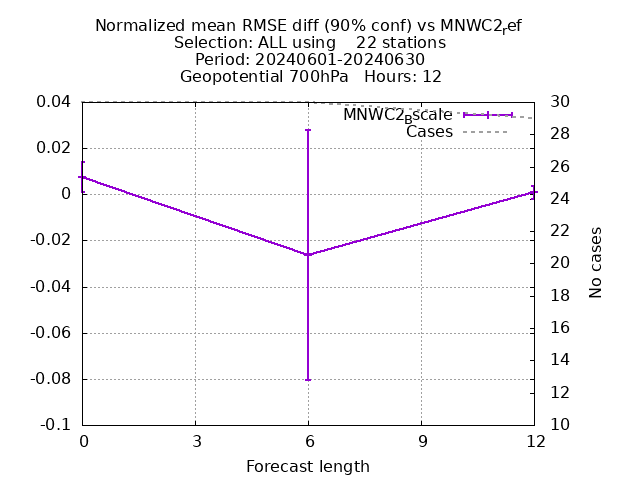 Normalized mean RMSE diff (90% conf) vs MNWC2ref
Selection: ALL using    22 stations
Period: 20240601-20240630
Geopotential 700hPa   Hours: 12
MNWC2Bscale
Cases
0.04
0.02
0
-0.02
-0.04
-0.06
-0.08
-0.1
30
28
26
24
22
20
18
16
14
12
10
No cases
0 3 6 9 12
Forecast length